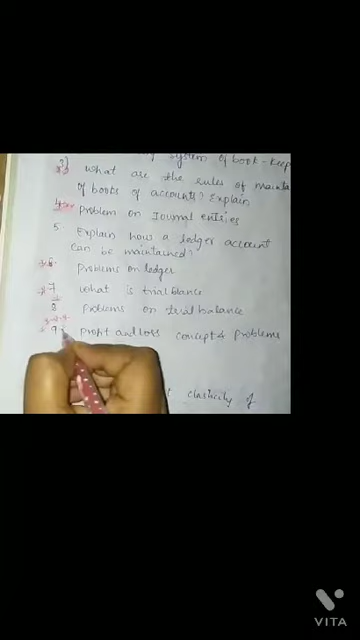 system of book-keep
3) what are the rules of mainta
of books of accounts? Explain
4. Problem on Journal entries
5. Explain how a ledger account
can be maintained?
6. problems on ledger
7 what is trial blance
8 problems on trial balance
9. profit and loss concept & problems
elasticity of
VITA